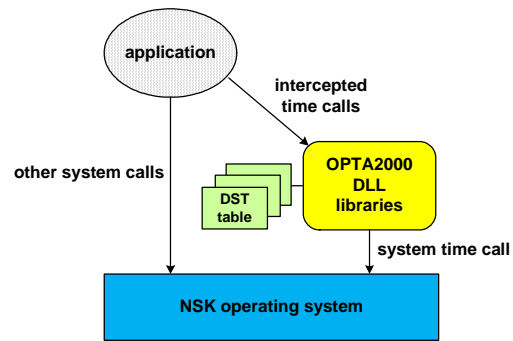 application
intercepted
time calls
other system calls
OPTA2000
DLL
libraries
DST
table
system time call
NSK operating system